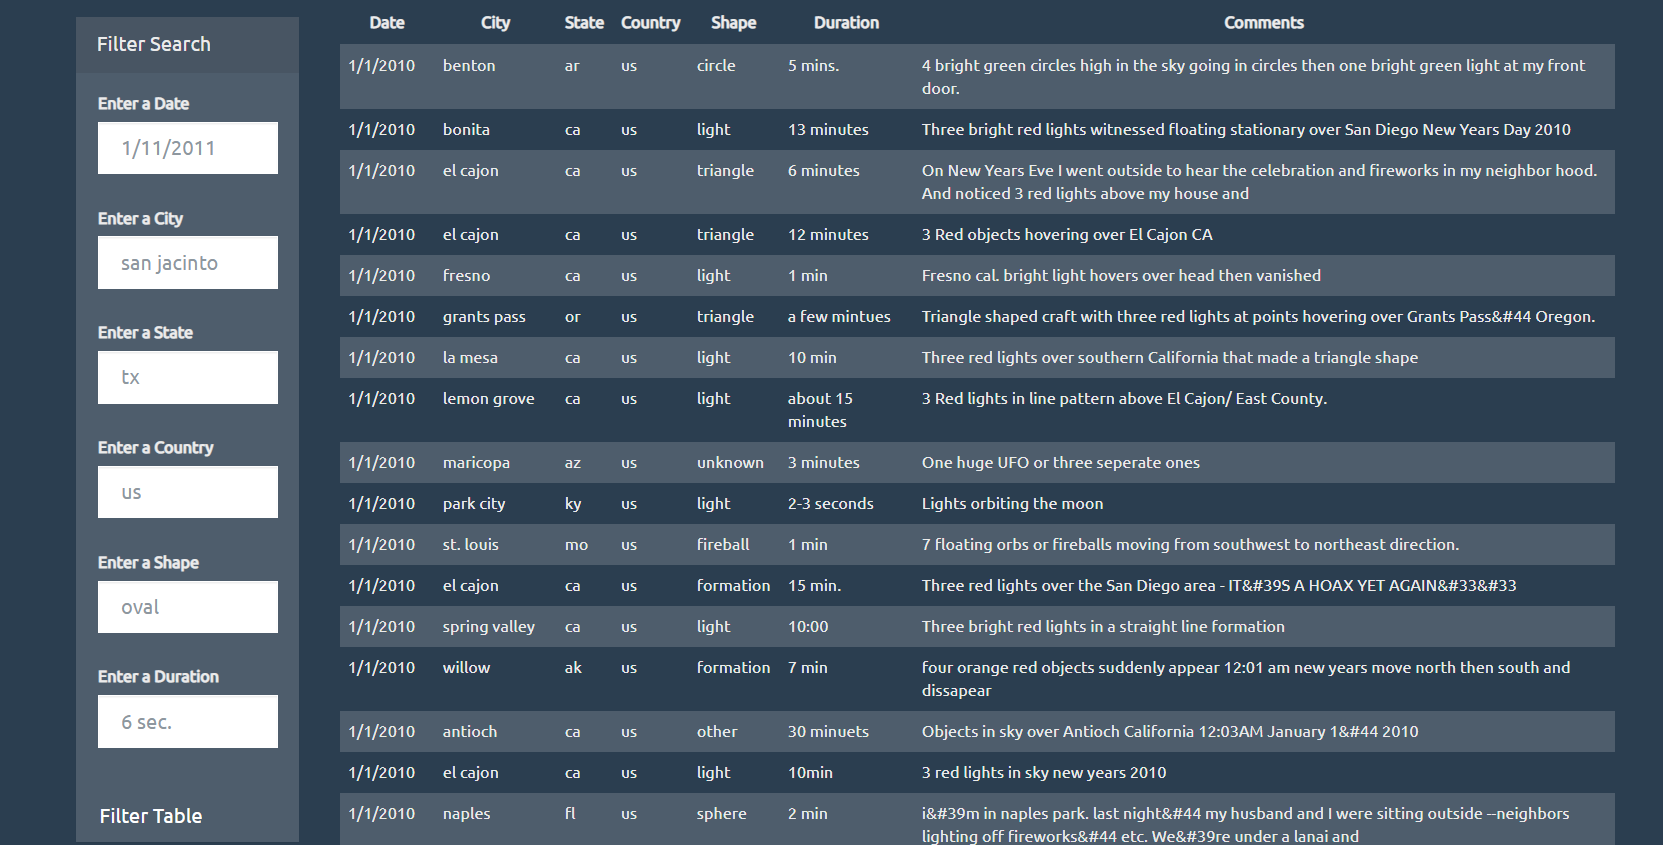 Filter Search
Enter a Date
1/11/2011
Enter a City
san jacinto
Enter a State
tx
Enter a Country
us
Enter a Shape
oval
Enter a Duration
6 sec.
Filter Table
Date City State Country Shape Duration Comments
1/1/2010 benton ar us circle 5 mins. 4 bright green circles high in the sky going in circles then one bright green light at my front
door.
1/1/2010 bonita ca us light 13 minutes Three bright red lights witnessed floating stationary over San Diego New Years Day 2010
1/1/2010 el cajon ca us triangle 6 minutes On New Years Eve I went outside to hear the celebration and fireworks in my neighbor hood.
And noticed 3 red lights above my house and
1/1/2010 el cajon ca us triangle 12 minutes 3 Red objects hovering over El Cajon CA
1/1/2010 fresno ca us light 1 min Fresno cal. bright light hovers over head then vanished
1/1/2010 grants pass or us triangle a few mintues Triangle shaped craft with three red lights at points hovering over Grants Pass&#44 Oregon.
1/1/2010 la mesa ca us light 10 min Three red lights over southern California that made a triangle shape
1/1/2010 lemon grove ca us light about 15 3 Red lights in line pattern above El Cajon/ East County.
minutes
1/1/2010 maricopa az us unknown 3 minutes One huge UFO or three seperate ones
1/1/2010 park city ky us light 2-3 seconds Lights orbiting the moon
1/1/2010 st. louis mo us fireball 1 min 7 floating orbs or fireballs moving from southwest to northeast direction.
1/1/2010 el cajon ca us formation 15 min. Three red lights over the San Diego area - IT&#39S A HOAX YET AGAIN&#33&#33
1/1/2010 spring valley ca us light 10:00 Three bright red lights in a straight line formation
1/1/2010 willow ak us formation 7 min four orange red objects suddenly appear 12:01 am new years move north then south and
dissapear
1/1/2010 antioch ca us other 30 minuets Objects in sky over Antioch California 12:03AM January 1&#44 2010
1/1/2010 el cajon ca us light 10min 3 red lights in sky new years 2010
1/1/2010 naples fl us sphere 2 min i&#39m in naples park. last night&#44 my husband and I were sitting outside --neighbors
lighting off fireworks&#44 etc. We&#39re under a lanai and